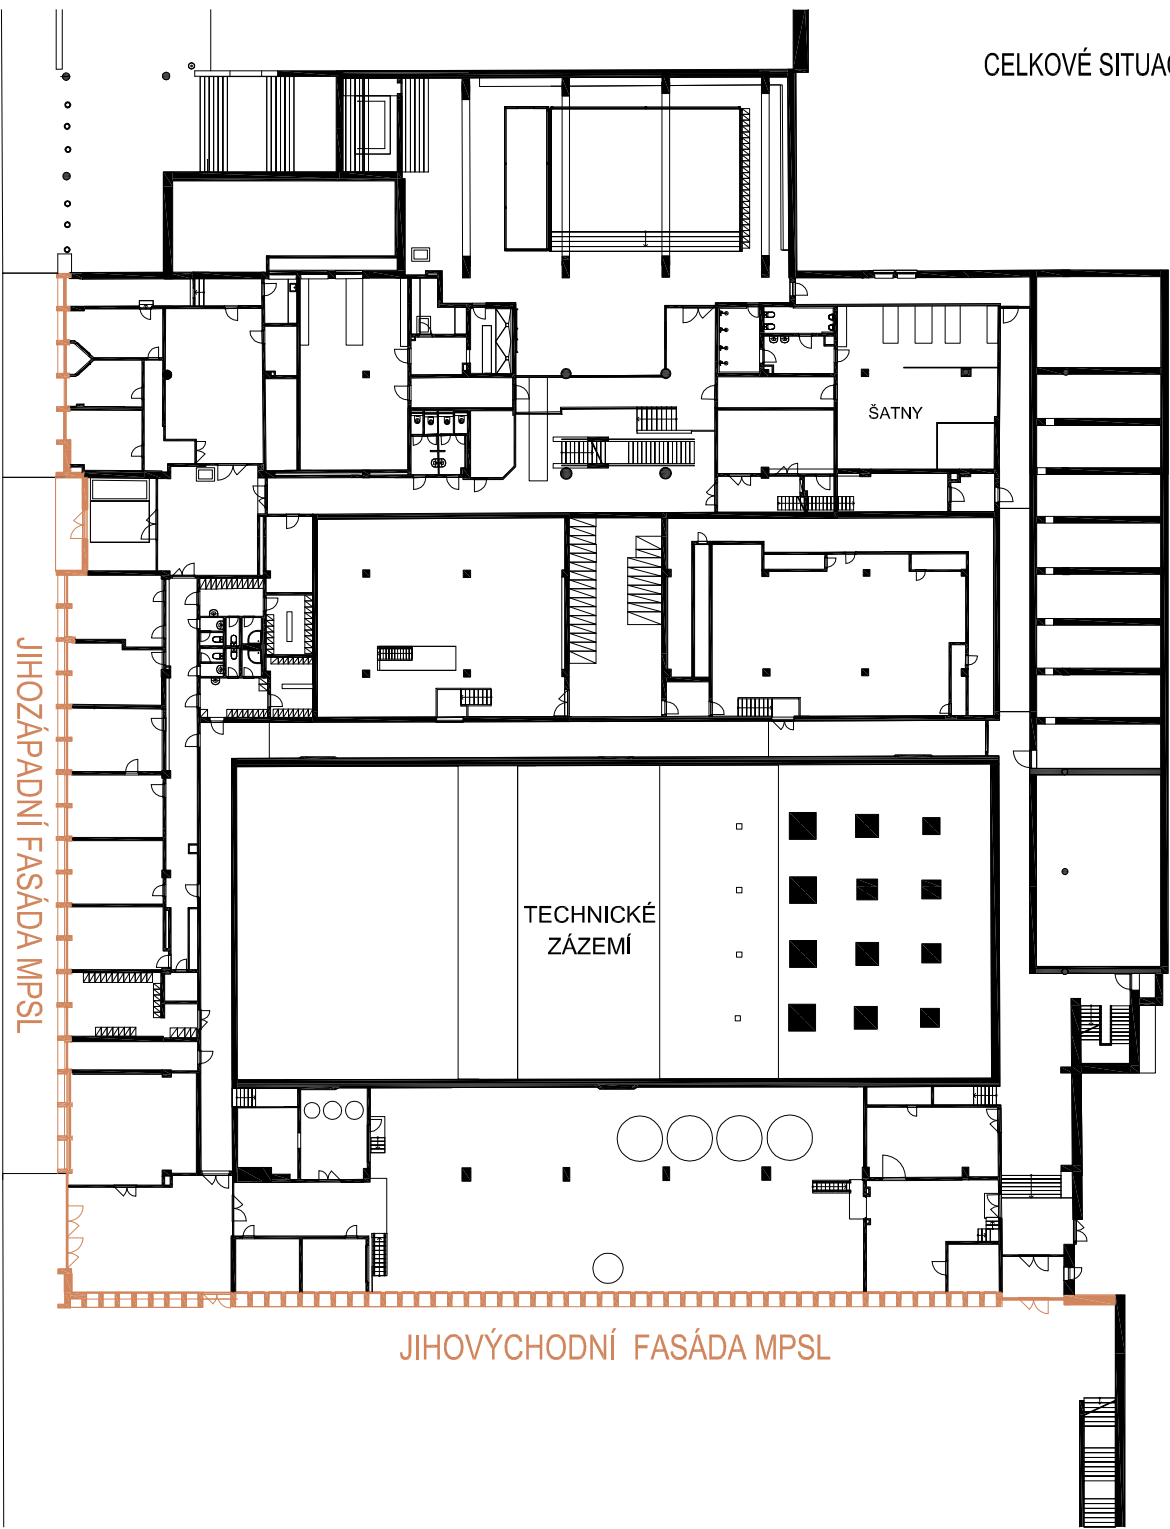 CELKOVÉ SITUAC
ŠATNY
JIHOZÁPADNÍ FASÁDA MPSL
TECHNICKÉ
ZÁZEMÍ
JIHOVÝCHODNÍ FASÁDA MPSL